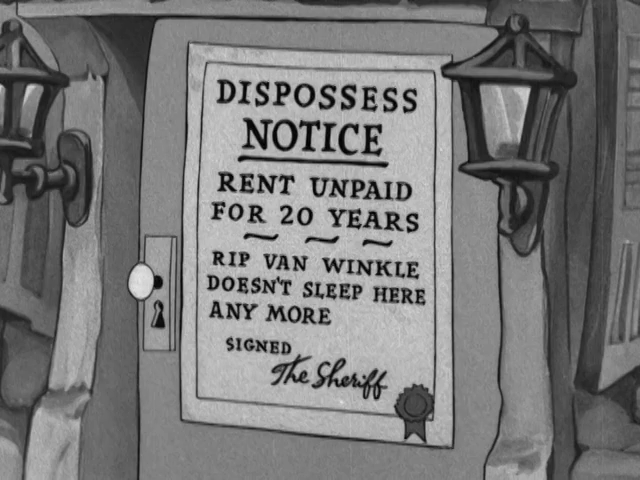 DISPOSSESS
NOTICE
RENT UNPAID
FOR 20 YEARS
RIP VAN WINKLE
DOESN'T SLEEP HERE
ANY MORE
SIGNED
The Sheriff